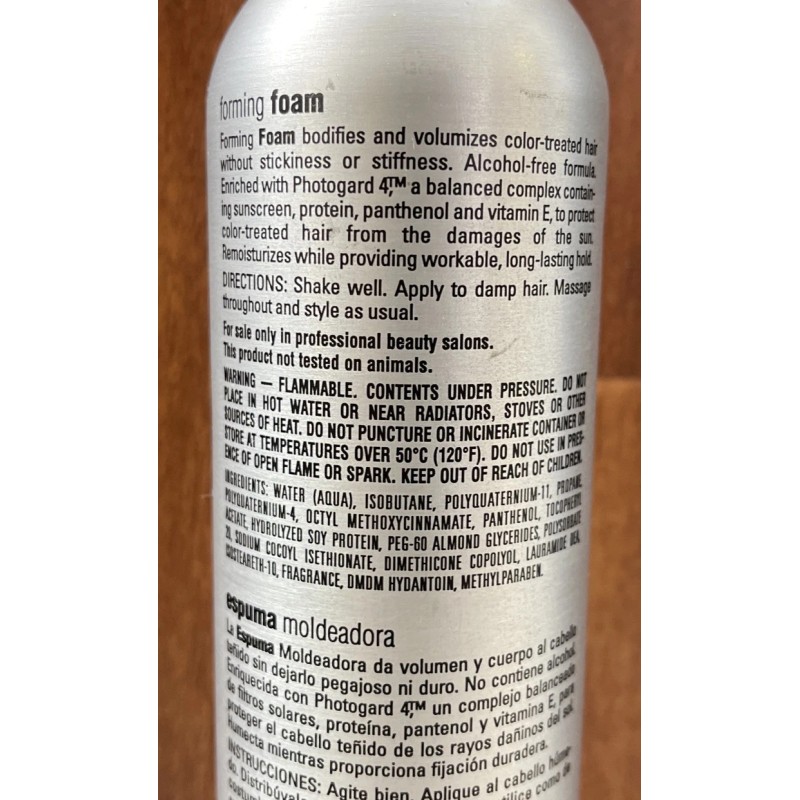 forming foam
Forming Foam bodifies and volumizes color-treated hair
without stickiness or stiffness. Alcohol-free formula.
Enriched with Photogard 4,™ a balanced complex contain-
ing sunscreen, protein, panthenol and vitamin E, to protect
color-treated hair from the damages of the sun.
Remoisturizes while providing workable, long-lasting hold.
DIRECTIONS: Shake well. Apply to damp hair. Massage
throughout and style as usual.
For sale only in professional beauty salons.
This product not tested on animals.
WARNING — FLAMMABLE. CONTENTS UNDER PRESSURE. DO NOT
PLACE IN HOT WATER OR NEAR RADIATORS, STOVES OR OTHER
SOURCES OF HEAT. DO NOT PUNCTURE OR INCINERATE CONTAINER OR
STORE AT TEMPERATURES OVER 50°C (120°F). DO NOT USE IN PRES-
ENCE OF OPEN FLAME OR SPARK. KEEP OUT OF REACH OF CHILDREN.
INGREDIENTS: WATER (AQUA), ISOBUTANE, POLYQUATERNIUM-11, PROPANE,
POLYQUATERNIUM-4, OCTYL METHOXYCINNAMATE, PANTHENOL, TOCOPHERYL
ACETATE, HYDROLYZED SOY PROTEIN, PEG-60 ALMOND GLYCERIDES, POLYSORBATE
20, SODIUM COCOYL ISETHIONATE, DIMETHICONE COPOLYOL, LAURAMIDE DEA,
ISOSTEARETH-10, FRAGRANCE, DMDM HYDANTOIN, METHYLPARABEN.
espuma moldeadora
La Espuma Moldeadora da volumen y cuerpo al cabello
teñido sin dejarlo pegajoso ni duro. No contiene alcohol.
Enriquecida con Photogard 4,™ un complejo balanceado
de filtros solares, proteína, pantenol y vitamina E, para
proteger el cabello teñido de los rayos dañinos del sol.
Humecta mientras proporciona fijación duradera.
INSTRUCCIONES: Agite bien. Aplique al cabello húme-
do. Distribúyala utilice como de